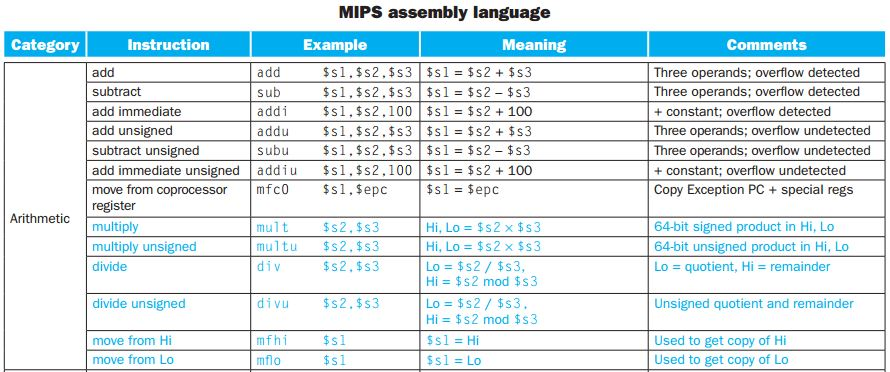 MIPS assembly language
Category Instruction Example Meaning Comments
add add $s1,$s2,$s3 $s1 = $s2 + $s3 Three operands; overflow detected
subtract sub $s1,$s2,$s3 $s1 = $s2 – $s3 Three operands; overflow detected
add immediate addi $s1,$s2,100 $s1 = $s2 + 100 + constant; overflow detected
add unsigned addu $s1,$s2,$s3 $s1 = $s2 + $s3 Three operands; overflow undetected
subtract unsigned subu $s1,$s2,$s3 $s1 = $s2 – $s3 Three operands; overflow undetected
add immediate unsigned addiu $s1,$s2,100 $s1 = $s2 + 100 + constant; overflow undetected
move from coprocessor mfc0 $s1,$epc $s1 = $epc Copy Exception PC + special regs
register
Arithmetic
multiply mult $s2,$s3 Hi, Lo = $s2 × $s3 64-bit signed product in Hi, Lo
multiply unsigned multu $s2,$s3 Hi, Lo = $s2 × $s3 64-bit unsigned product in Hi, Lo
divide div $s2,$s3 Lo = $s2 / $s3, Lo = quotient, Hi = remainder
Hi = $s2 mod $s3
divide unsigned divu $s2,$s3 Lo = $s2 / $s3, Unsigned quotient and remainder
Hi = $s2 mod $s3
move from Hi mfhi $s1 $s1 = Hi Used to get copy of Hi
move from Lo mflo $s1 $s1 = Lo Used to get copy of Lo